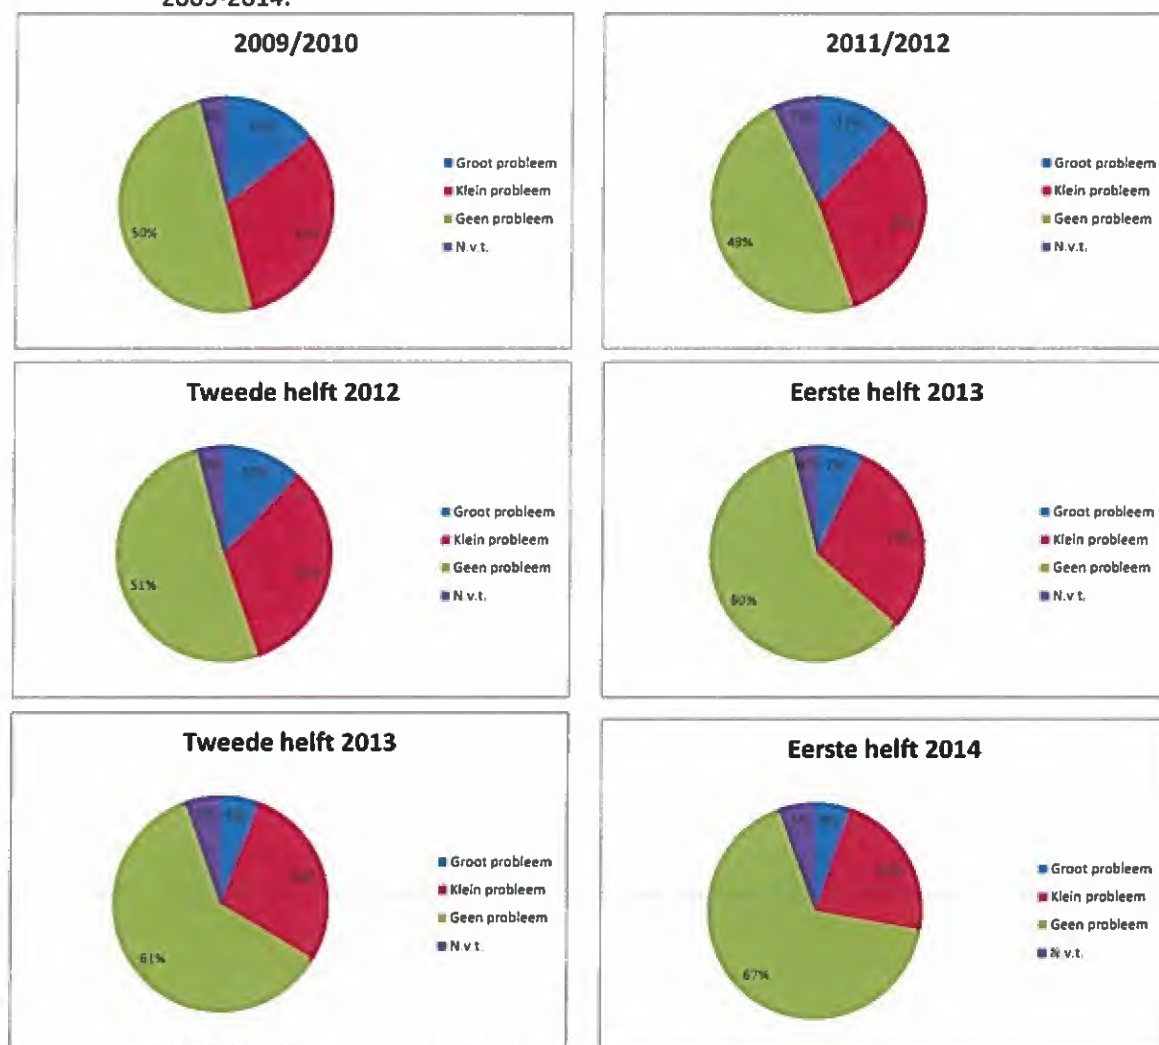 2009-2014.
2009/2010
50%
Groot probleem
Klein probleem
Geen probleem
N.v.t.
2011/2012
11%
48%
Groot probleem
Klein probleem
Geen probleem
N.v.t.
Tweede helft 2012
51%
Groot probleem
Klein probleem
Geen probleem
N.v.t.
Eerste helft 2013
7%
60%
Groot probleem
Klein probleem
Geen probleem
N.v.t.
Tweede helft 2013
61%
Groot probleem
Klein probleem
Geen probleem
N.v.t.
Eerste helft 2014
67%
Groot probleem
Klein probleem
Geen probleem
N.v.t.